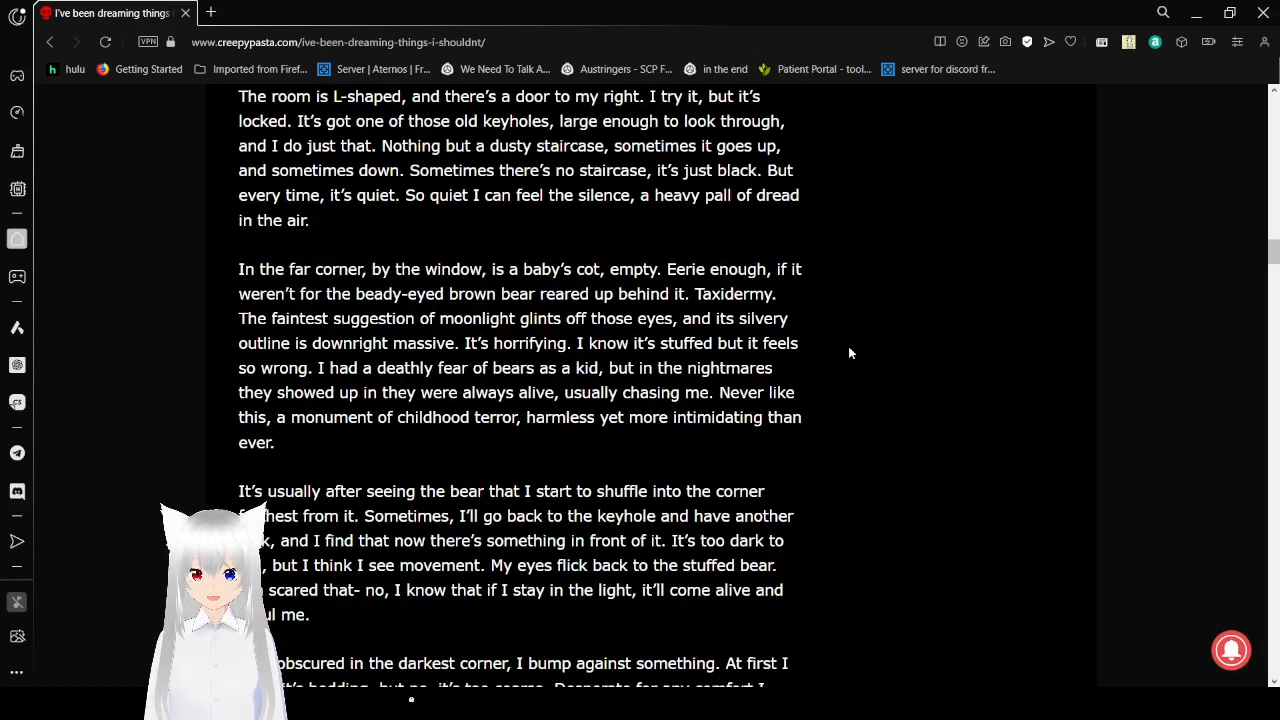 I've been dreaming things I
www.creepypasta.com/ive-been-dreaming-things-i-shouldnt/
VPN
hulu
Getting Started
Imported from Firef...
Server | Aternos | Fr...
We Need To Talk A...
Austringers - SCP F...
in the end
Patient Portal - tool...
server for discord fr...
The room is L-shaped, and there's a door to my right. I try it, but it's
locked. It's got one of those old keyholes, large enough to look through,
and I do just that. Nothing but a dusty staircase, sometimes it goes up,
and sometimes down. Sometimes there's no staircase, it's just black. But
every time, it's quiet. So quiet I can feel the silence, a heavy pall of dread
in the air.
In the far corner, by the window, is a baby's cot, empty. Eerie enough, if it
weren't for the beady-eyed brown bear reared up behind it. Taxidermy.
The faintest suggestion of moonlight glints off those eyes, and its silvery
outline is downright massive. It's horrifying. I know it's stuffed but it feels
so wrong. I had a deathly fear of bears as a kid, but in the nightmares
they showed up in they were always alive, usually chasing me. Never like
this, a monument of childhood terror, harmless yet more intimidating than
ever.
It's usually after seeing the bear that I start to shuffle into the corner
from it. Sometimes, I'll go back to the keyhole and have another
and I find that now there's something in front of it. It's too dark to
but I think I see movement. My eyes flick back to the stuffed bear.
scared that- no, I know that if I stay in the light, it'll come alive and
me.
obscured in the darkest corner, I bump against something. At first I